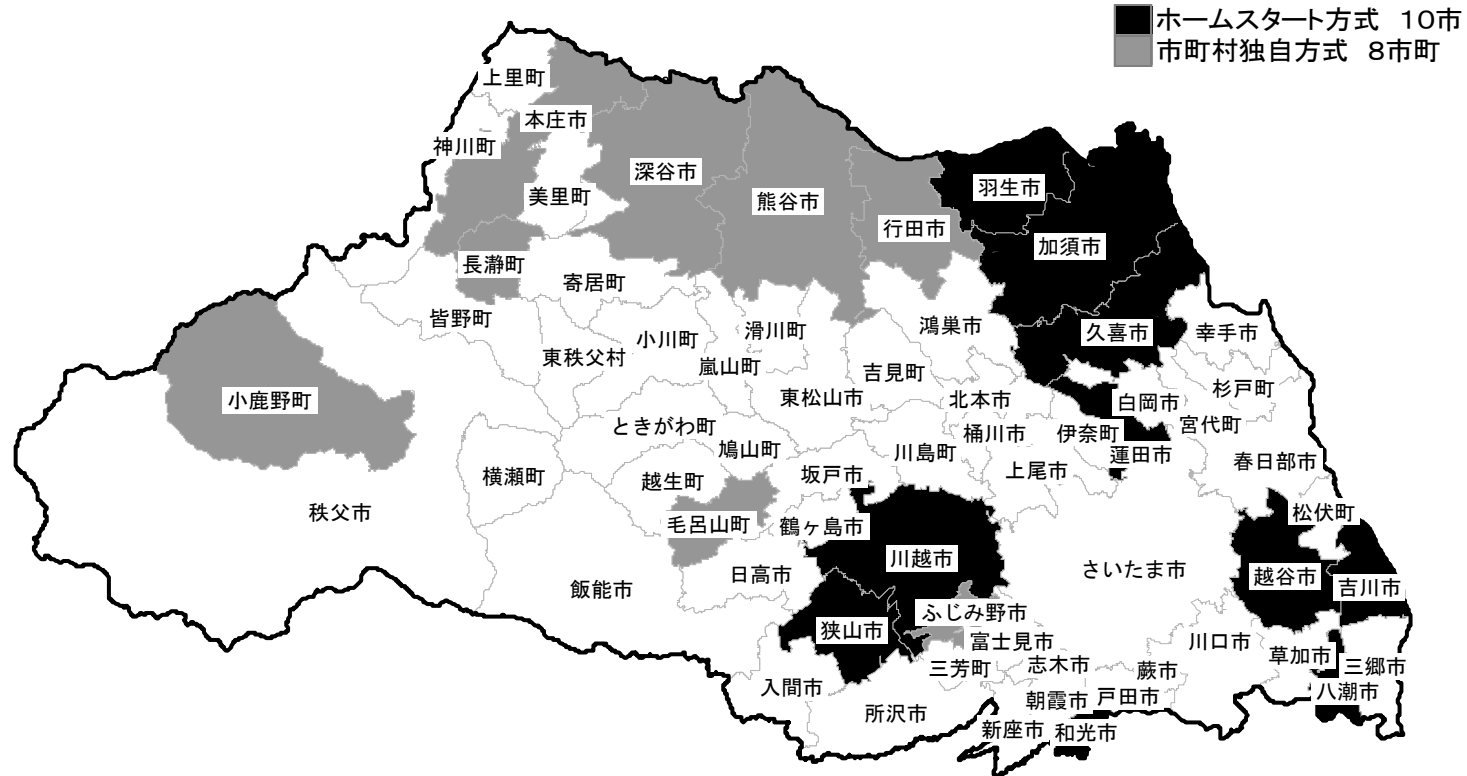 ホームスタート方式 10市
市町村独自方式 8市町
上里町
本庄市
神川町
深谷市
美里町
熊谷市
羽生市
行田市
加須市
長瀞町
寄居町
皆野町
小川町
滑川町
鴻巣市
久喜市
幸手市
東秩父村
嵐山町
吉見町
東松山市
杉戸町
小鹿野町
北本市
白岡市
ときがわ町
桶川市
伊奈町
宮代町
鳩山町
川島町
蓮田市
横瀬町
越生町
坂戸市
上尾市
春日部市
秩父市
毛呂山町
鶴ヶ島市
松伏町
川越市
日高市
さいたま市
越谷市
吉川市
飯能市
ふじみ野市
狭山市
富士見市
川口市
三芳町
志木市
蕨市
草加市
三郷市
入間市
朝霞市
戸田市
八潮市
所沢市
新座市
和光市